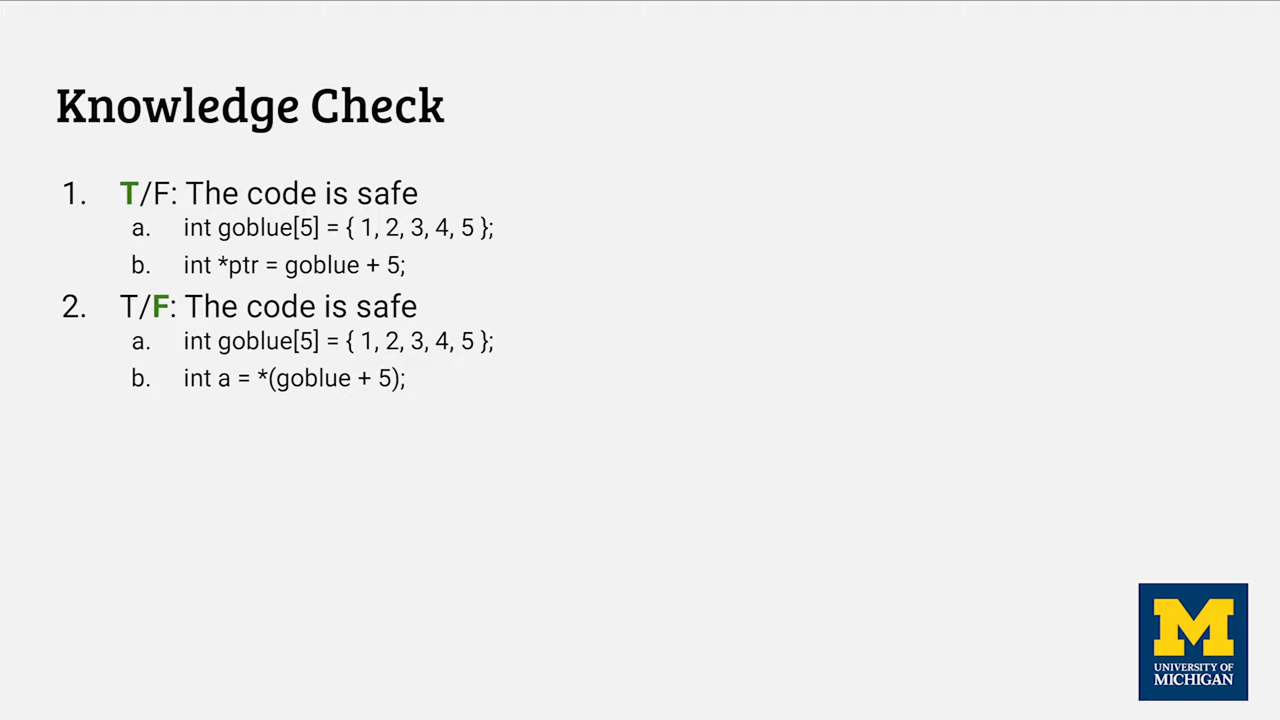 Knowledge Check
1. T/F: The code is safe
a. int goblue[5] = { 1, 2, 3, 4, 5 };
b. int *ptr = goblue + 5;
2. T/F: The code is safe
a. int goblue[5] = { 1, 2, 3, 4, 5 };
b. int a = *(goblue + 5);
M
UNIVERSITY OF
MICHIGAN